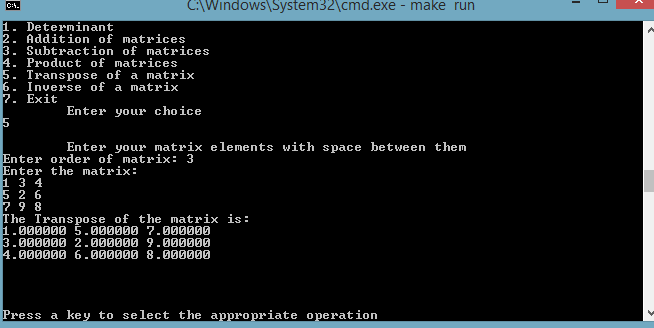 C:\Windows\System32\cmd.exe - make run
1. Determinant
2. Addition of matrices
3. Subtraction of matrices
4. Product of matrices
5. Transpose of a matrix
6. Inverse of a matrix
7. Exit
Enter your choice
5
Enter your matrix elements with space between them
Enter order of matrix: 3
Enter the matrix:
1 3 4
5 2 6
7 9 8
The Transpose of the matrix is:
1.000000 5.000000 7.000000
3.000000 2.000000 9.000000
4.000000 6.000000 8.000000
Press a key to select the appropriate operation